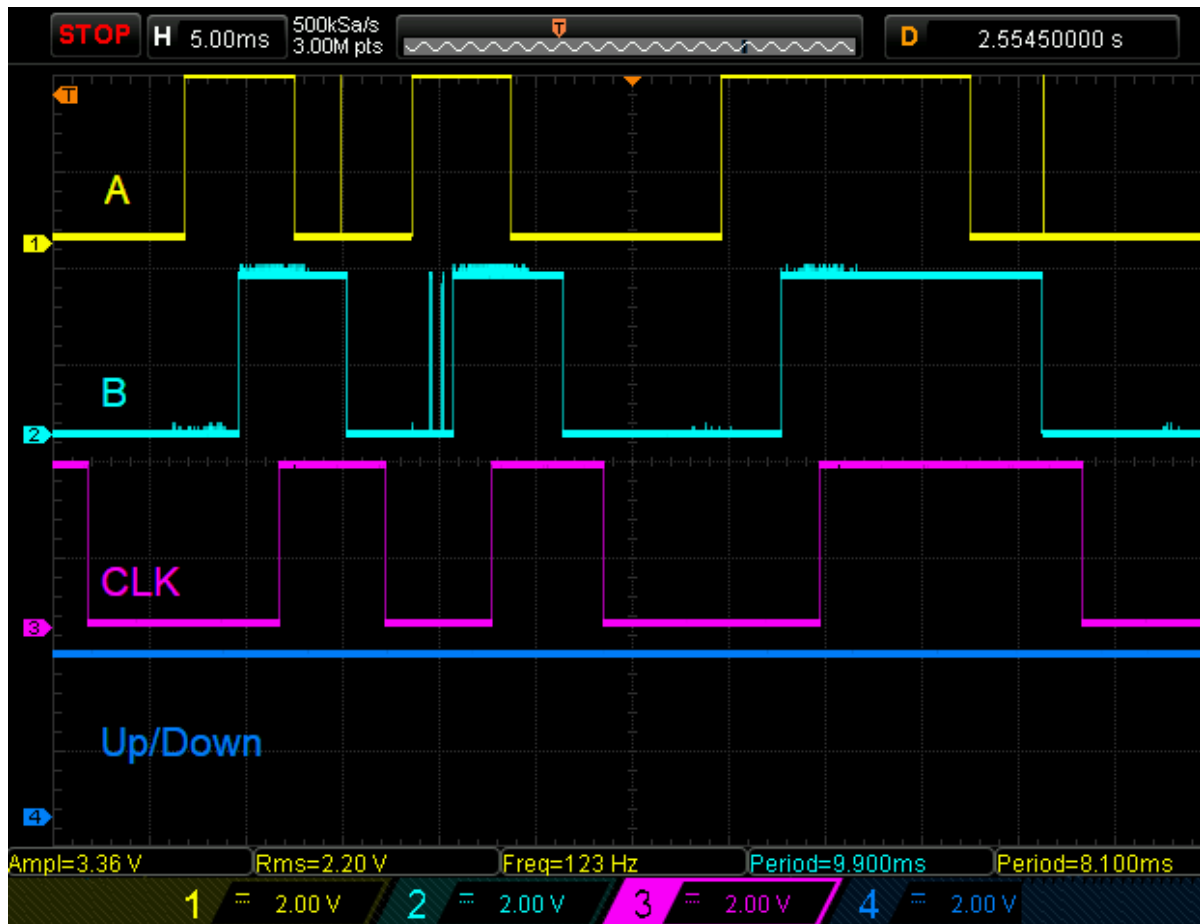 STOP H 5.00ms 500kSa/s
3.00M pts
T
D 2.55450000 s
T
A
1
B
2
CLK
3
Up/Down
4
Ampl=3.36 V Rms=2.20 V Freq=123 Hz Period=9.900ms Period=8.100ms
1 2.00 V 2 2.00 V 3 2.00 V 4 2.00 V